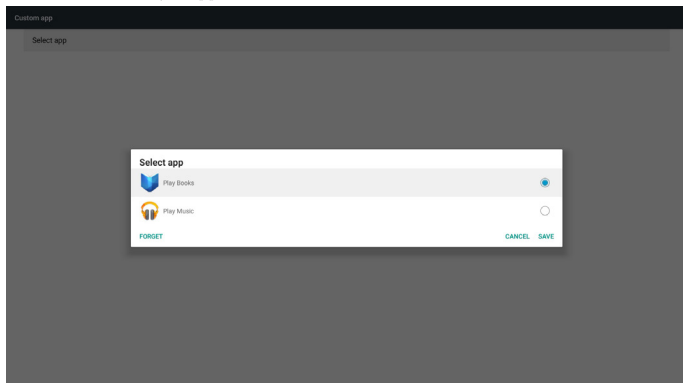 Custom app
Select app
Select app
Play Books
Play Music
FORGET
CANCEL SAVE